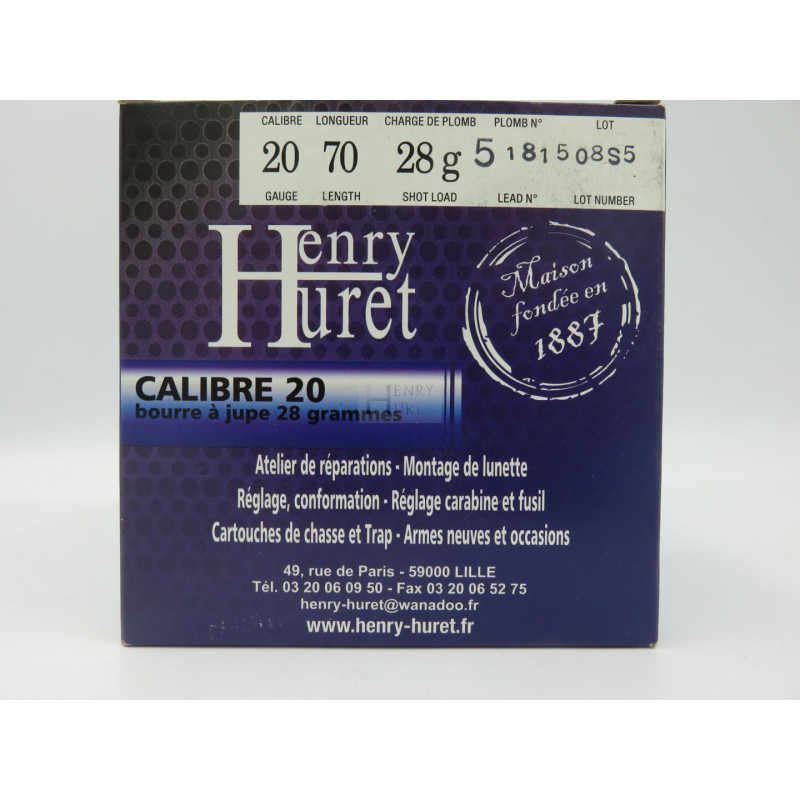 CALIBRE LONGUEUR CHARGE DE PLOMB PLOMB N° LOT
20 70 28 g 5 181508S5
GAUGE LENGTH SHOT LOAD LEAD N° LOT NUMBER
Henry
Huret
Maison
fondée en
1887
CALIBRE 20
bourre à jupe 28 grammes
HENRY
HURET
Atelier de réparations - Montage de lunette
Réglage, conformation - Réglage carabine et fusil
Cartouches de chasse et Trap - Armes neuves et occasions
49, rue de Paris - 59000 LILLE
Tél. 03 20 06 09 50 - Fax 03 20 06 52 75
henry-huret@wanadoo.fr
www.henry-huret.fr